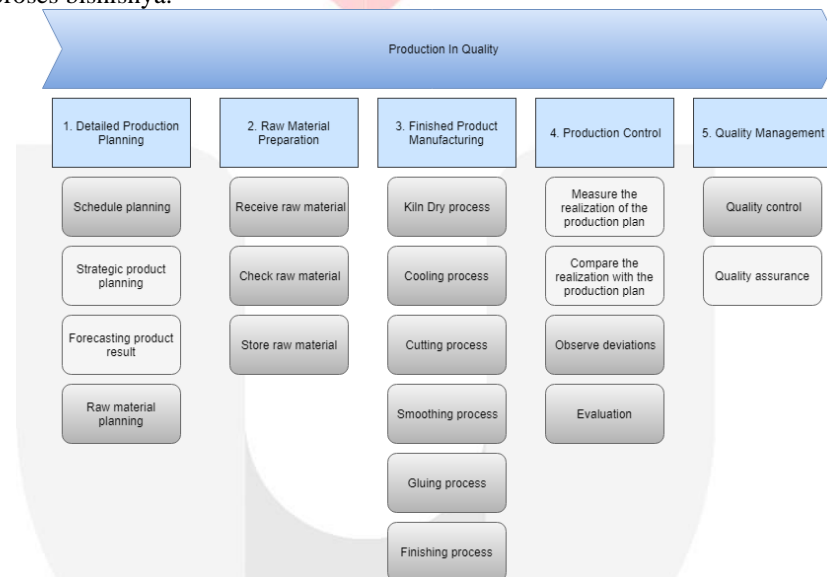 proses bisnisnya.
Production In Quality
1. Detailed Production
Planning
2. Raw Material
Preparation
3. Finished Product
Manufacturing
4. Production Control
5. Quality Management
Schedule planning
Strategic product
planning
Forecasting product
result
Raw material
planning
Receive raw material
Check raw material
Store raw material
Kiln Dry process
Cooling process
Cutting process
Smoothing process
Gluing process
Finishing process
Measure the
realization of the
production plan
Compare the
realization with the
production plan
Observe deviations
Evaluation
Quality control
Quality assurance